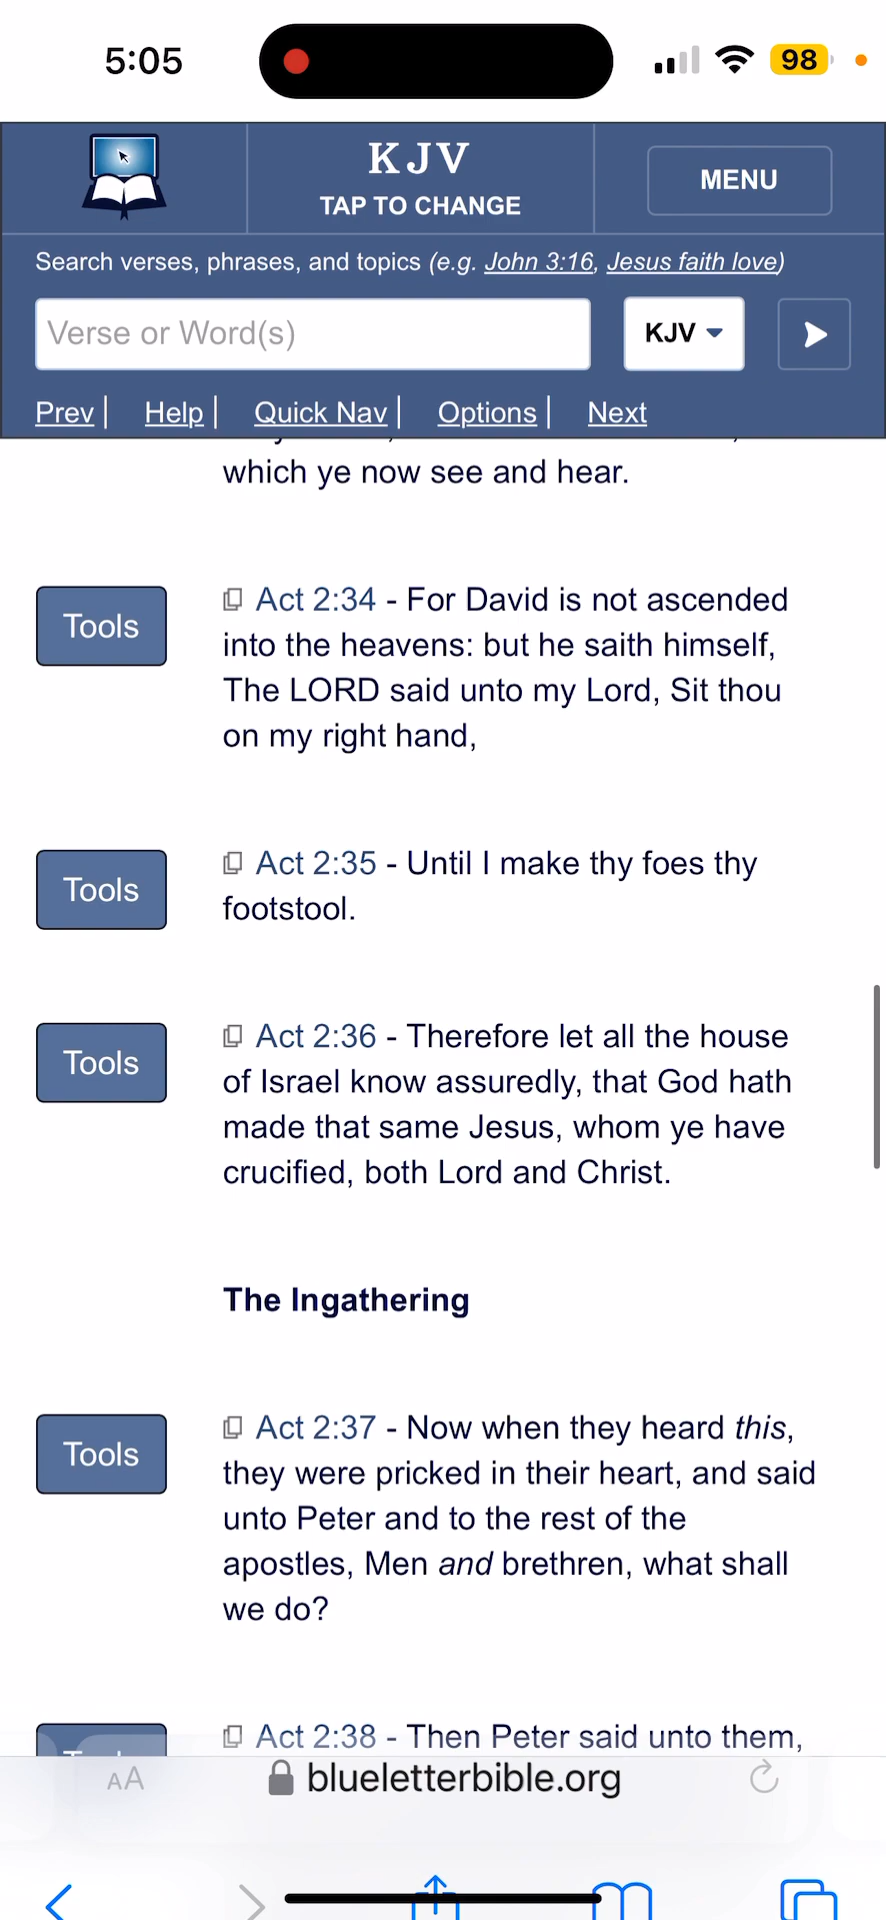 5:05
98
KJV
TAP TO CHANGE
MENU
Search verses, phrases, and topics (e.g. John 3:16, Jesus faith love)
Verse or Word(s)
KJV
Prev | Help | Quick Nav | Options | Next
which ye now see and hear.
Tools
Act 2:34 - For David is not ascended
into the heavens: but he saith himself,
The LORD said unto my Lord, Sit thou
on my right hand,
Tools
Act 2:35 - Until I make thy foes thy
footstool.
Tools
Act 2:36 - Therefore let all the house
of Israel know assuredly, that God hath
made that same Jesus, whom ye have
crucified, both Lord and Christ.
The Ingathering
Tools
Act 2:37 - Now when they heard this,
they were pricked in their heart, and said
unto Peter and to the rest of the
apostles, Men and brethren, what shall
we do?
Act 2:38 - Then Peter said unto them,
AA
blueletterbible.org